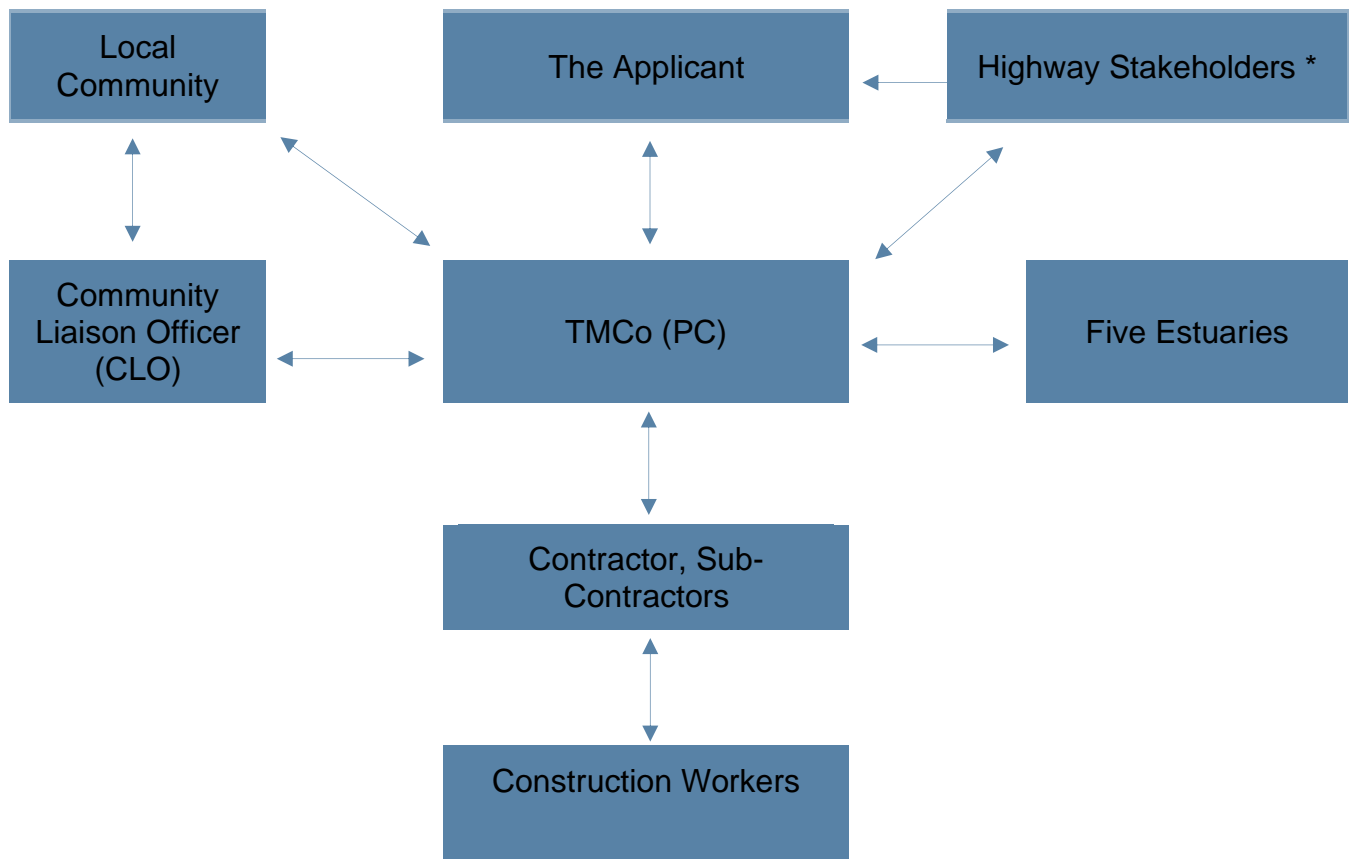 Local
Community
The Applicant
Highway Stakeholders *
Community
Liaison Officer
(CLO)
TMCo (PC)
Five Estuaries
Contractor, Sub-
Contractors
Construction Workers